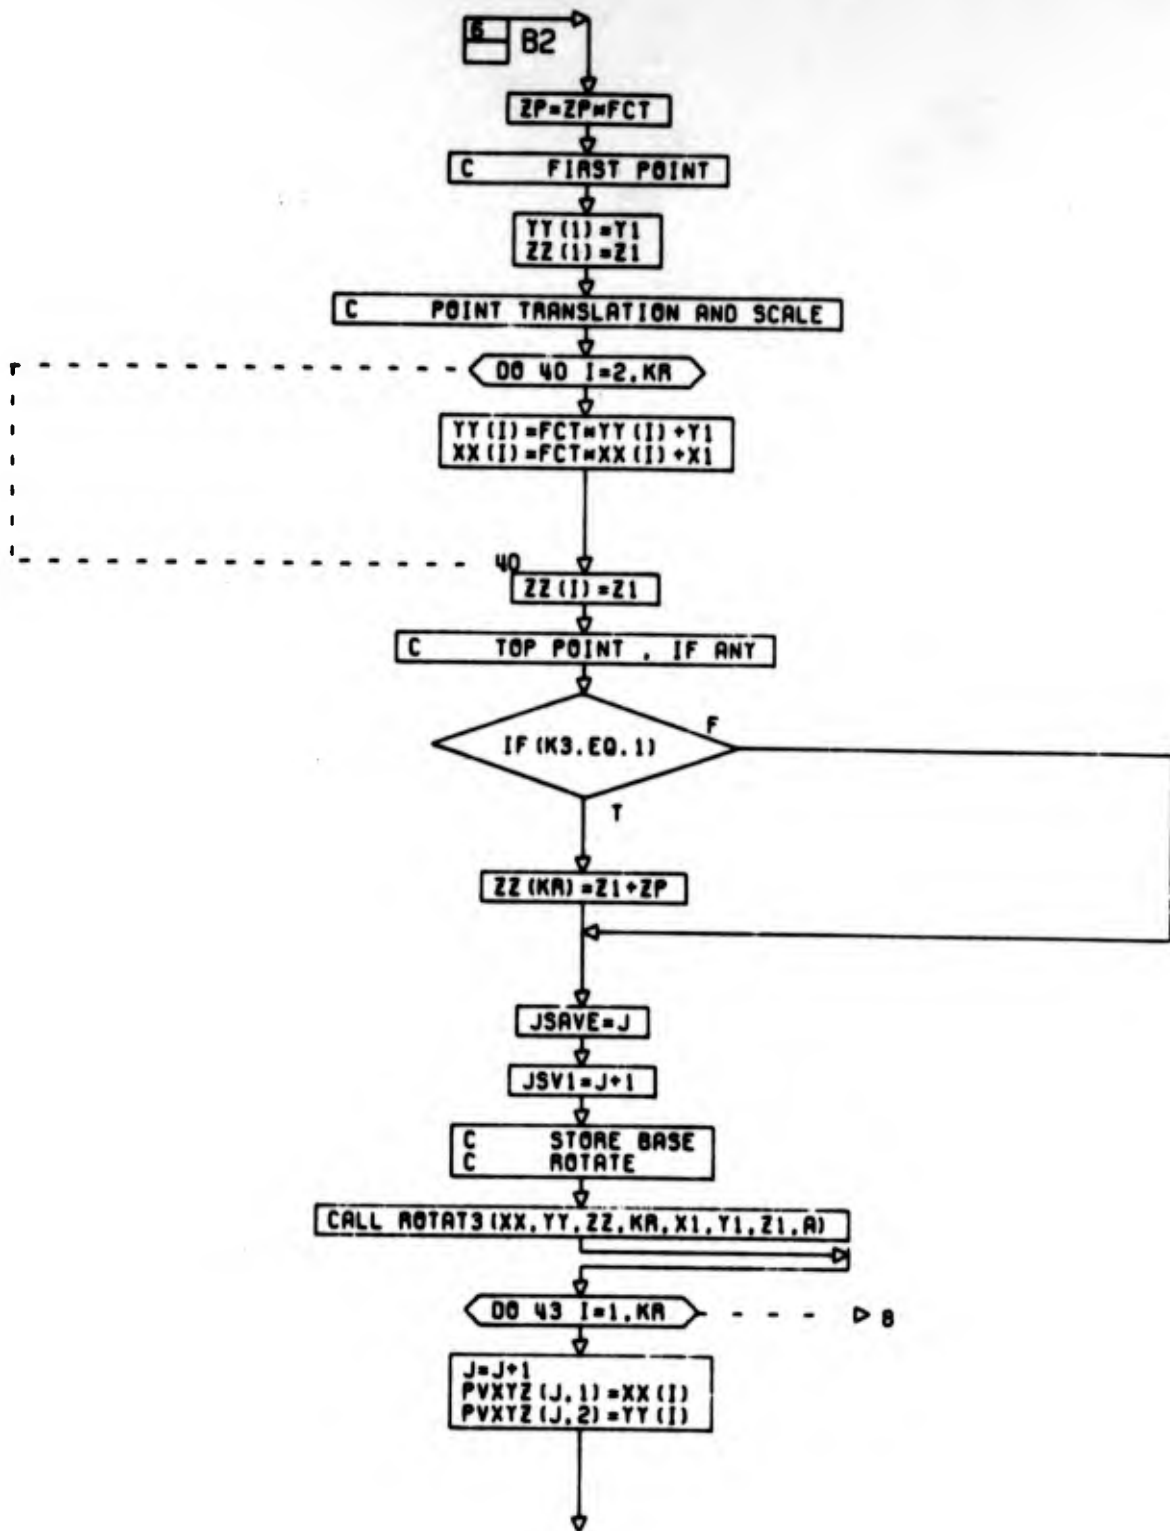 6
B2
ZP=ZP*FCT
C FIRST POINT
YY(1)=Y1
ZZ(1)=Z1
C POINT TRANSLATION AND SCALE
DO 40 I=2,KR
YY(I)=FCT*YY(I)+Y1
XX(I)=FCT*XX(I)+X1
40
ZZ(I)=Z1
C TOP POINT , IF ANY
F
IF(K3.EQ.1)
T
ZZ(KR)=Z1+ZP
JSAVE=J
JSV1=J+1
C STORE BASE
C ROTATE
CALL ROTAT3(XX,YY,ZZ,KR,X1,Y1,Z1,A)
DO 43 I=1,KR
8
J=J+1
PVXYZ(J,1)=XX(I)
PVXYZ(J,2)=YY(I)